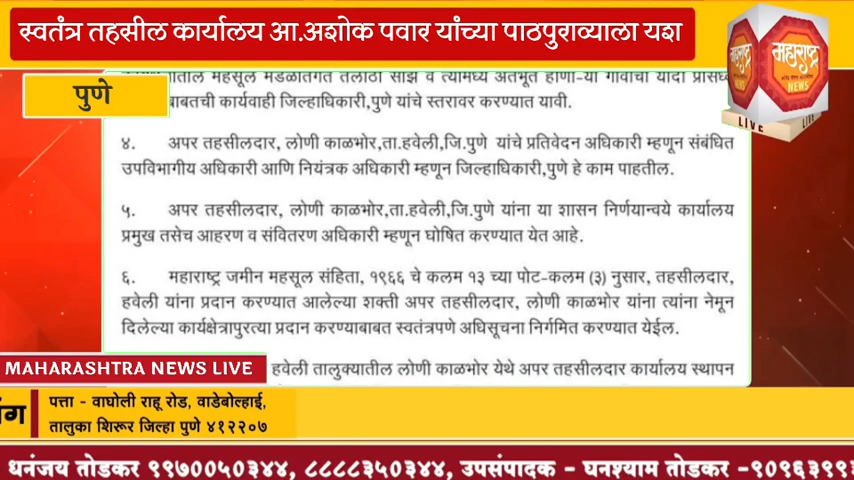 स्वतंत्र तहसील कार्यालय आ.अशोक पवार यांच्या पाठपुराव्याला यश
महाराष्ट्र
NEWS
LIVE
LIVE
पुणे
बाबतची कार्यवाही जिल्हाधिकारी,पुणे यांचे स्तरावर करण्यात यावी.
४. अपर तहसीलदार, लोणी काळभोर,ता.हवेली,जि.पुणे यांचे प्रतिवेदन अधिकारी म्हणून संबंधित
उपविभागीय अधिकारी आणि नियंत्रक अधिकारी म्हणून जिल्हाधिकारी,पुणे हे काम पाहतील.
५. अपर तहसीलदार, लोणी काळभोर,ता.हवेली,जि.पुणे यांना या शासन निर्णयान्वये कार्यालय
प्रमुख तसेच आहरण व संवितरण अधिकारी म्हणून घोषित करण्यात येत आहे.
६. महाराष्ट्र जमीन महसूल संहिता, १९६६ चे कलम १३ च्या पोट-कलम (३) नुसार, तहसीलदार,
हवेली यांना प्रदान करण्यात आलेल्या शक्ती अपर तहसीलदार, लोणी काळभोर यांना त्यांना नेमून
दिलेल्या कार्यक्षेत्रापुरत्या प्रदान करण्याबाबत स्वतंत्रपणे अधिसूचना निर्गमित करण्यात येईल.
हवेली तालुक्यातील लोणी काळभोर येथे अपर तहसीलदार कार्यालय स्थापन
MAHARASHTRA NEWS LIVE
पत्ता - वाघोली राहू रोड, वाडेबोल्हाई,
तालुका शिरूर जिल्हा पुणे ४१२२०७
धनंजय तोडकर ९९७००५०३४४, ८८८८३५०३४४, उपसंपादक - घनश्याम तोडकर -९०९६३९९३